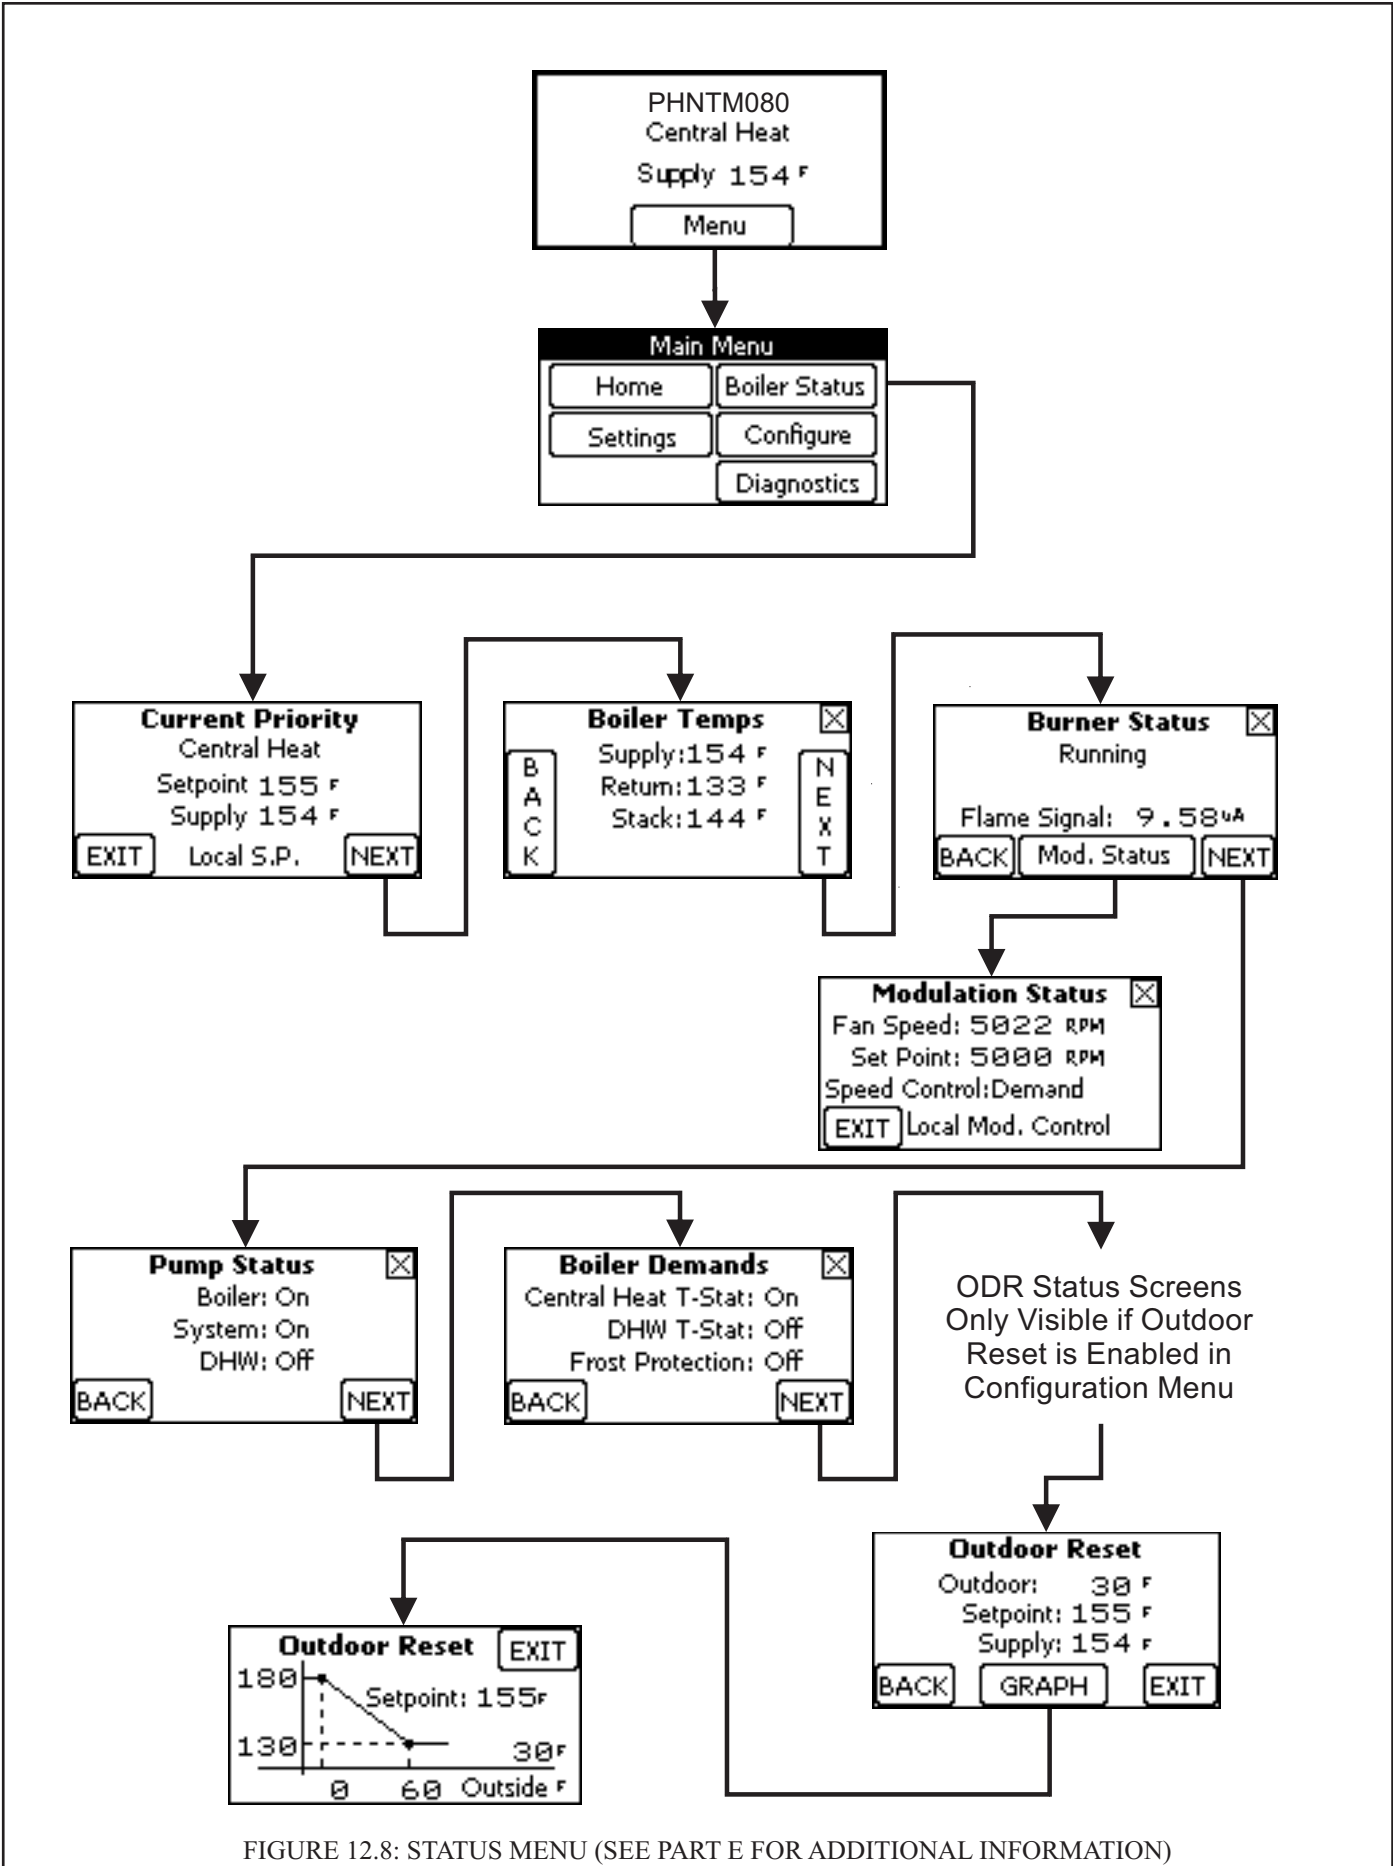 PHNTM080
Central Heat
Supply 154 F
Menu
Main Menu
Home
Boiler Status
Settings
Configure
Diagnostics
Current Priority
Central Heat
Setpoint 155 F
Supply 154 F
EXIT
Local S.P.
NEXT
Boiler Temps
Supply:154 F
Return:133 F
Stack:144 F
BACK
NEXT
Burner Status
Running
Flame Signal: 9.58uA
BACK
Mod. Status
NEXT
Modulation Status
Fan Speed: 5022 RPM
Set Point: 5000 RPM
Speed Control:Demand
EXIT
Local Mod. Control
Pump Status
Boiler: On
System: On
DHW: Off
BACK
NEXT
Boiler Demands
Central Heat T-Stat: On
DHW T-Stat: Off
Frost Protection: Off
BACK
NEXT
ODR Status Screens
Only Visible if Outdoor
Reset is Enabled in
Configuration Menu
Outdoor Reset
Outdoor: 30 F
Setpoint: 155 F
Supply: 154 F
BACK
GRAPH
EXIT
Outdoor Reset
EXIT
180
Setpoint: 155F
130
30F
0
60
Outside F
FIGURE 12.8: STATUS MENU (SEE PART E FOR ADDITIONAL INFORMATION)